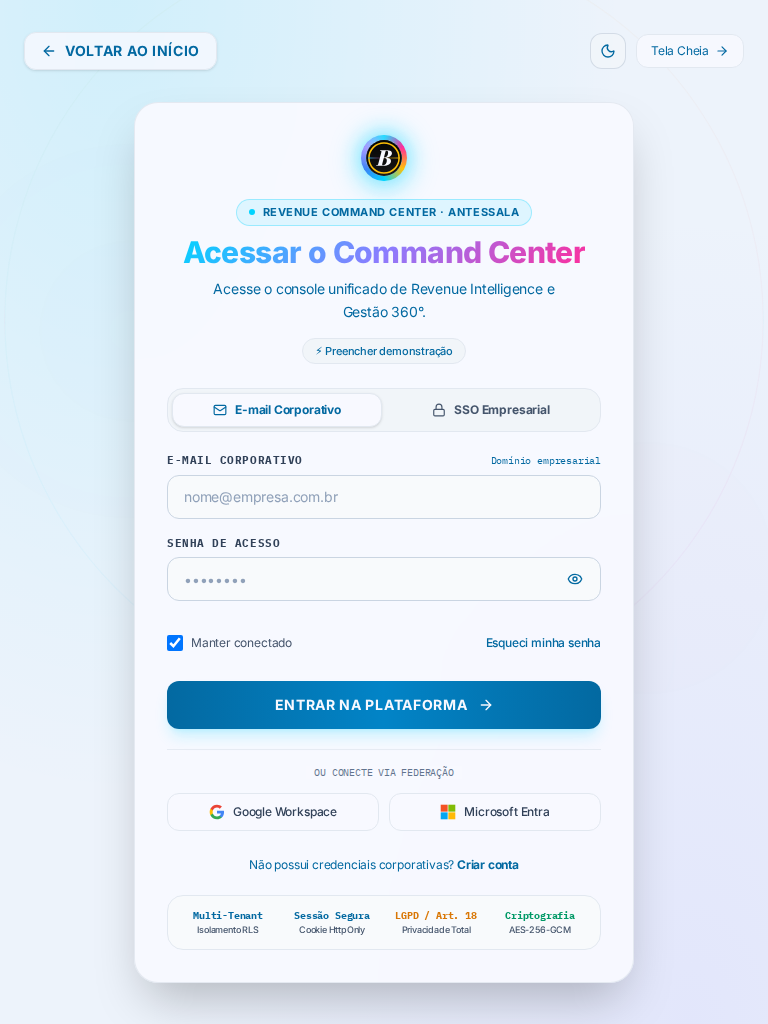 VOLTAR AO INÍCIO
Tela Cheia
B
REVENUE COMMAND CENTER · ANTESSALA
Acessar o Command Center
Acesse o console unificado de Revenue Intelligence e
Gestão 360°.
⚡ Preencher demonstração
E-mail Corporativo
SSO Empresarial
E-MAIL CORPORATIVO
Domínio empresarial
nome@empresa.com.br
SENHA DE ACESSO
••••••••
Manter conectado
Esqueci minha senha
ENTRAR NA PLATAFORMA
OU CONECTE VIA FEDERAÇÃO
Google Workspace
Microsoft Entra
Não possui credenciais corporativas? Criar conta
Multi-Tenant
Isolamento RLS
Sessão Segura
Cookie HttpOnly
LGPD / Art. 18
Privacidade Total
Criptografia
AES-256-GCM